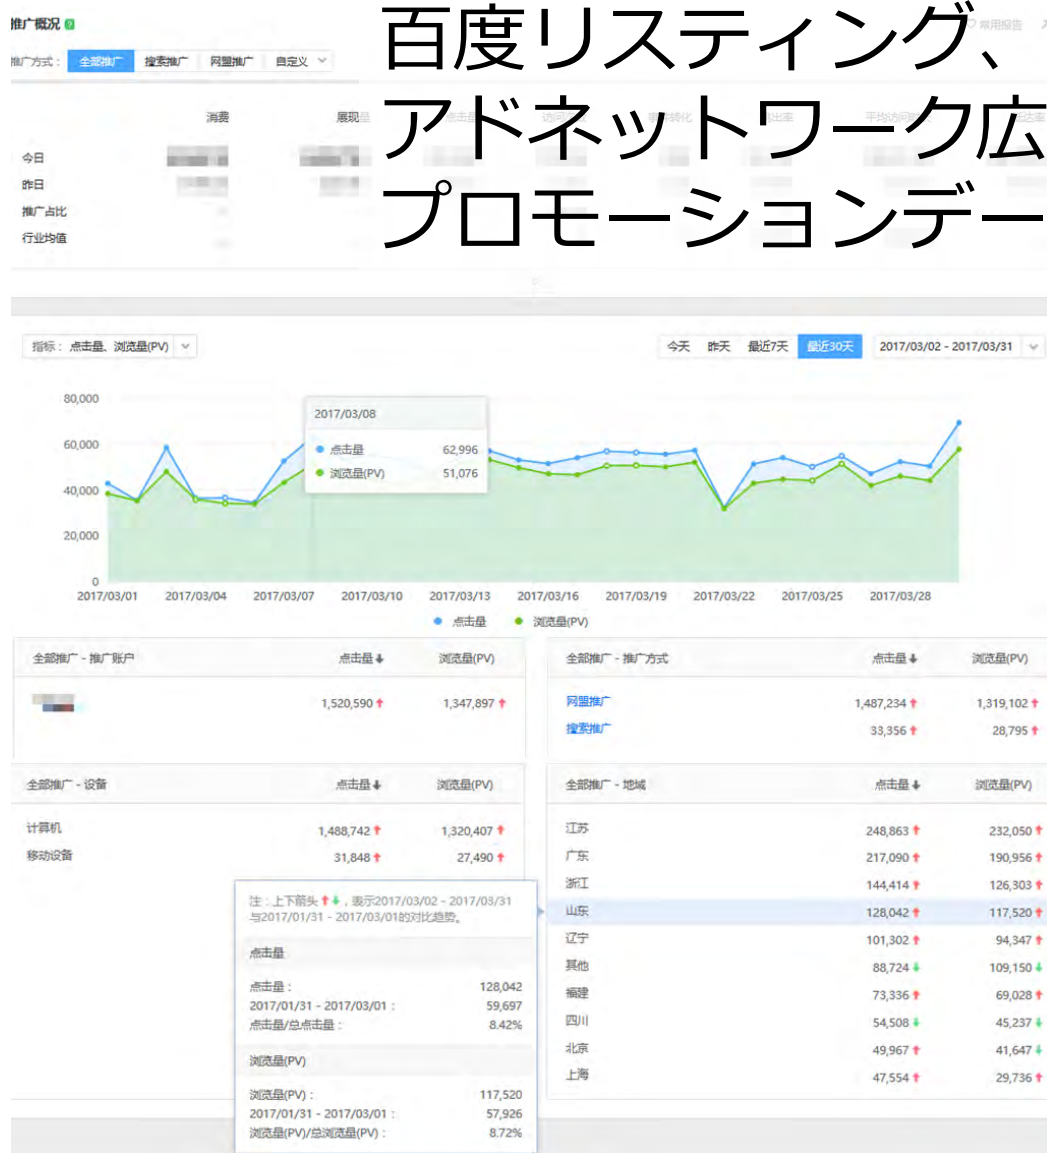 推广概况
百度リスティング、
アドネットワーク広
プロモーションデー
常用报告
推广方式： 全部推广 搜索推广 网盟推广 自定义
消费 展现量 点击量
今日
昨日
推广占比
行业均值
指标： 点击量、浏览量(PV)
今天 昨天 最近7天 最近30天 2017/03/02 - 2017/03/31
80,000
60,000
40,000
20,000
0
2017/03/08
点击量 62,996
浏览量(PV) 51,076
2017/03/01 2017/03/04 2017/03/07 2017/03/10 2017/03/13 2017/03/16 2017/03/19 2017/03/22 2017/03/25 2017/03/28
点击量 浏览量(PV)
全部推广 - 推广账户 点击量 浏览量(PV)
1,520,590 1,347,897
全部推广 - 推广方式 点击量 浏览量(PV)
网盟推广 1,487,234 1,319,102
搜索推广 33,356 28,795
全部推广 - 设备 点击量 浏览量(PV)
计算机 1,488,742 1,320,407
移动设备 31,848 27,490
全部推广 - 地域 点击量 浏览量(PV)
江苏 248,863 232,050
广东 217,090 190,956
浙江 144,414 126,303
山东 128,042 117,520
辽宁 101,302 94,347
其他 88,724 109,150
福建 73,336 69,028
四川 54,508 45,237
北京 49,967 41,647
上海 47,554 29,736
注：上下箭头，表示2017/03/02 - 2017/03/31
与2017/01/31 - 2017/03/01的对比趋势。
点击量
点击量： 128,042
2017/01/31 - 2017/03/01： 59,697
点击量/总点击量： 8.42%
浏览量(PV)
浏览量(PV)： 117,520
2017/01/31 - 2017/03/01： 57,926
浏览量(PV)/总浏览量(PV)： 8.72%